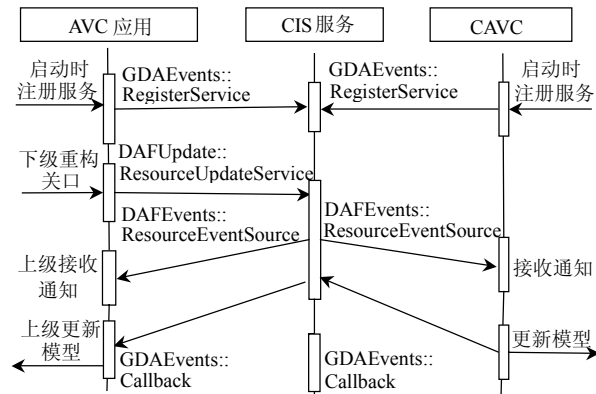 AVC 应用
CIS 服务
CAVC
启动时
注册服务
GDAEvents::
RegisterService
GDAEvents::
RegisterService
启动时
注册服务
下级重构
关口
DAFUpdate::
ResourceUpdateService
DAFEvents::
ResourceEventSource
DAFEvents::
ResourceEventSource
上级接收
通知
接收通知
上级更新
模型
更新模型
GDAEvents::
Callback
GDAEvents::
Callback